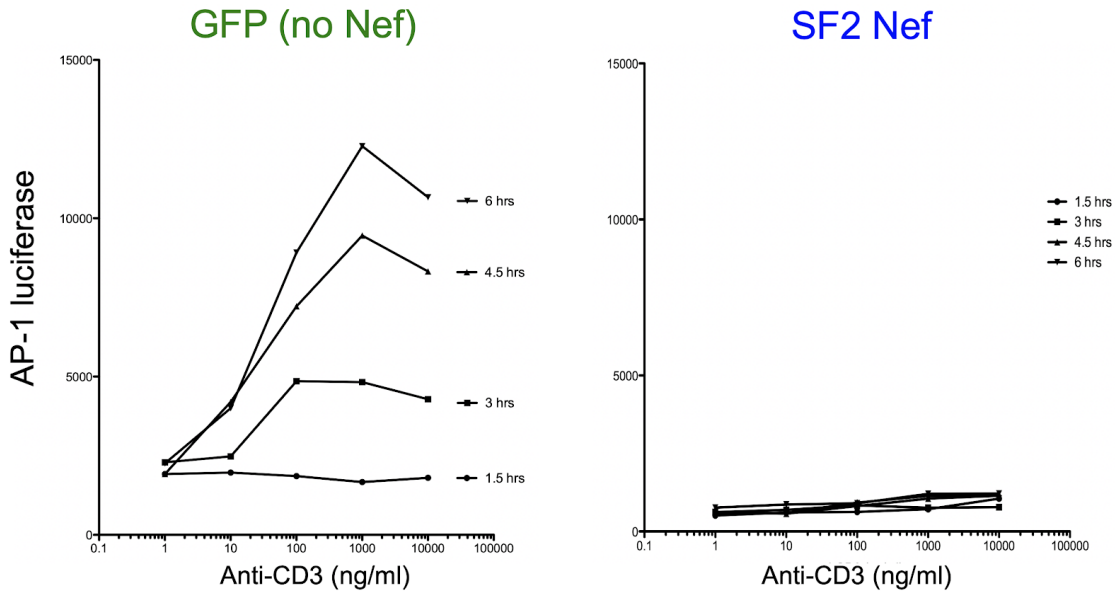 GFP (no Nef)
SF2 Nef
AP-1 luciferase
15000
10000
5000
0
0.1 1 10 100 1000 10000 100000
Anti-CD3 (ng/ml)
6 hrs
4.5 hrs
3 hrs
1.5 hrs
15000
10000
5000
0
0.1 1 10 100 1000 10000 100000
Anti-CD3 (ng/ml)
1.5 hrs
3 hrs
4.5 hrs
6 hrs